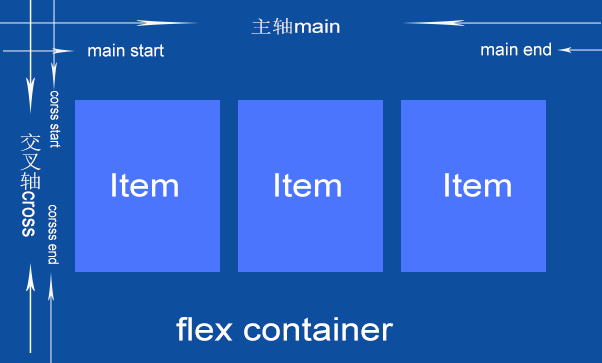 主轴main
main start
main end
corss start
交叉轴cross
corsss end
Item
Item
Item
flex container